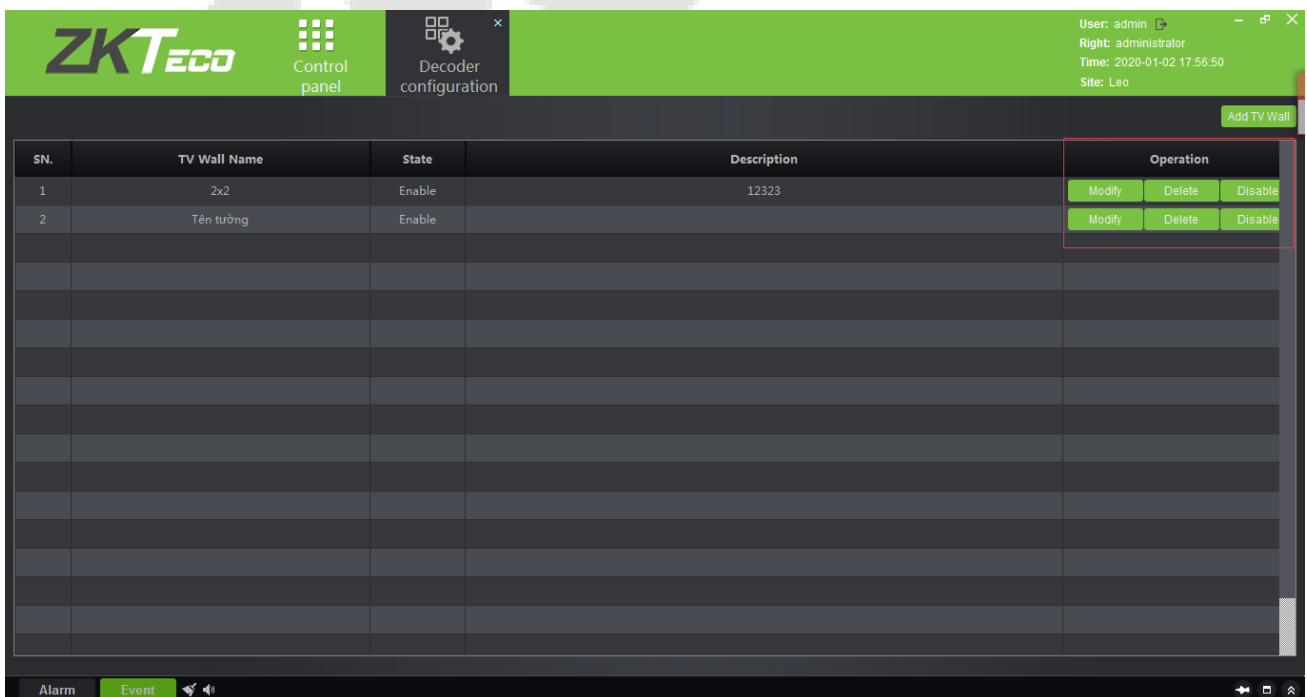 ZKTeco
Control panel
Decoder configuration
User: admin
Right: administrator
Time: 2020-01-02 17:56:50
Site: Leo
Add TV Wall
SN. TV Wall Name State Description Operation
1 2x2 Enable 12323 Modify Delete Disable
2 Tên tường Enable Modify Delete Disable
Alarm Event